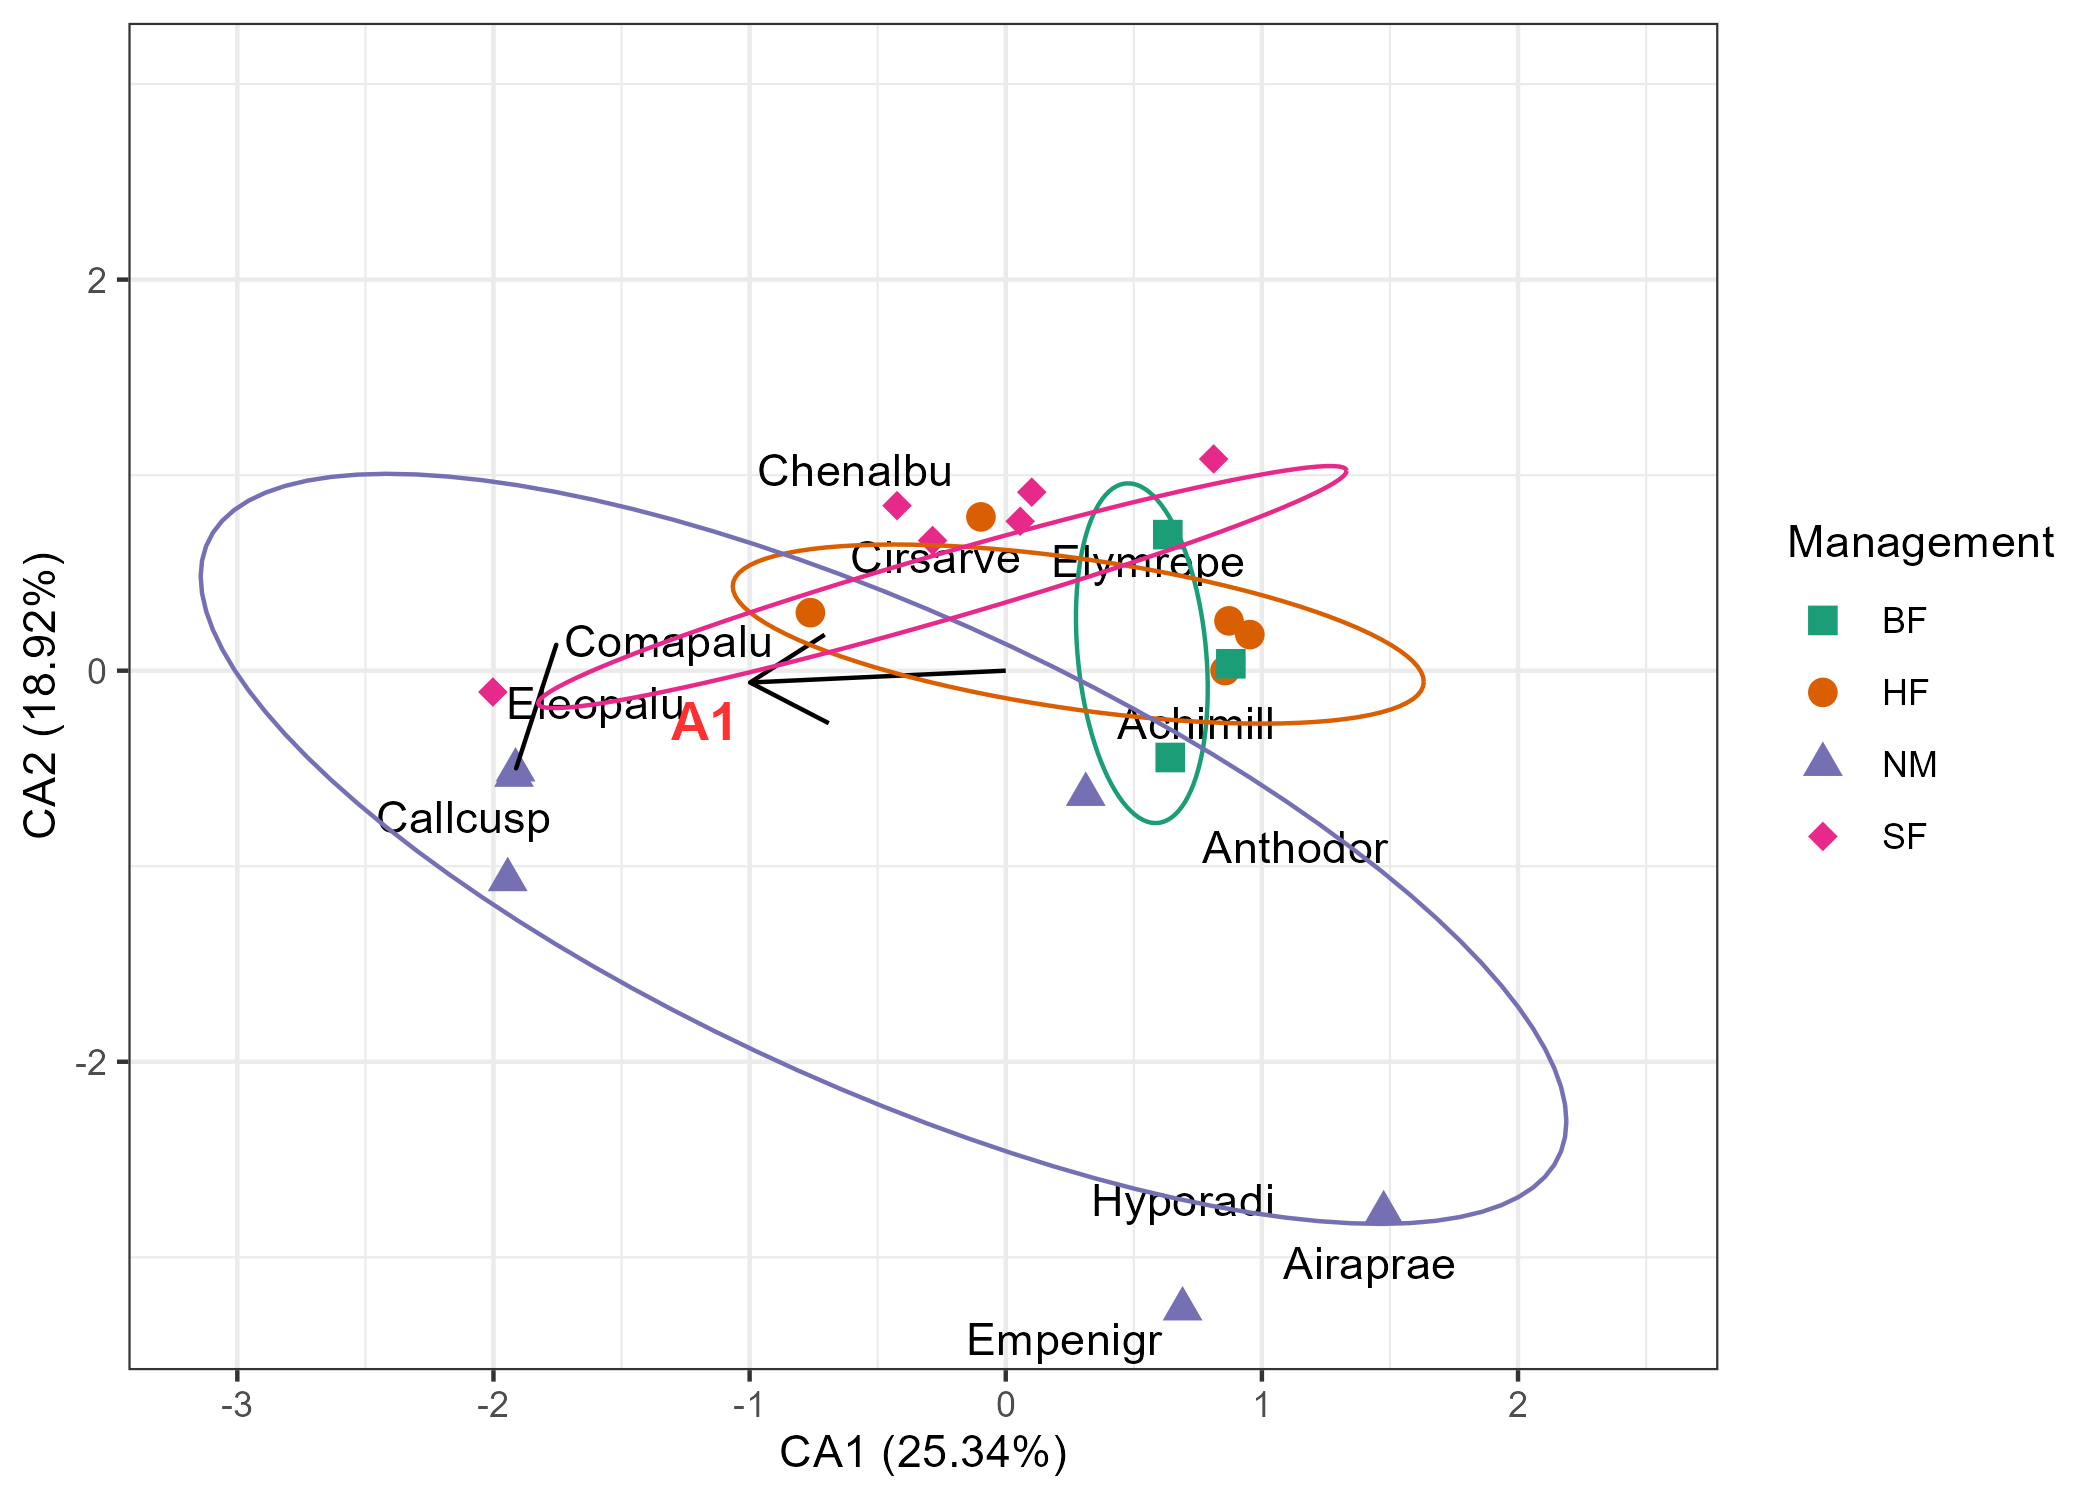 2
0
-2
CA2 (18.92%)
Chenalbu
Cirsarve
Elymrepe
Comapalu
Eleopalu
A1
Achimill
Callcusp
Anthodor
Hyporadi
Airaprae
Empenigr
-3
-2
-1
0
1
2
CA1 (25.34%)
Management
BF
HF
NM
SF